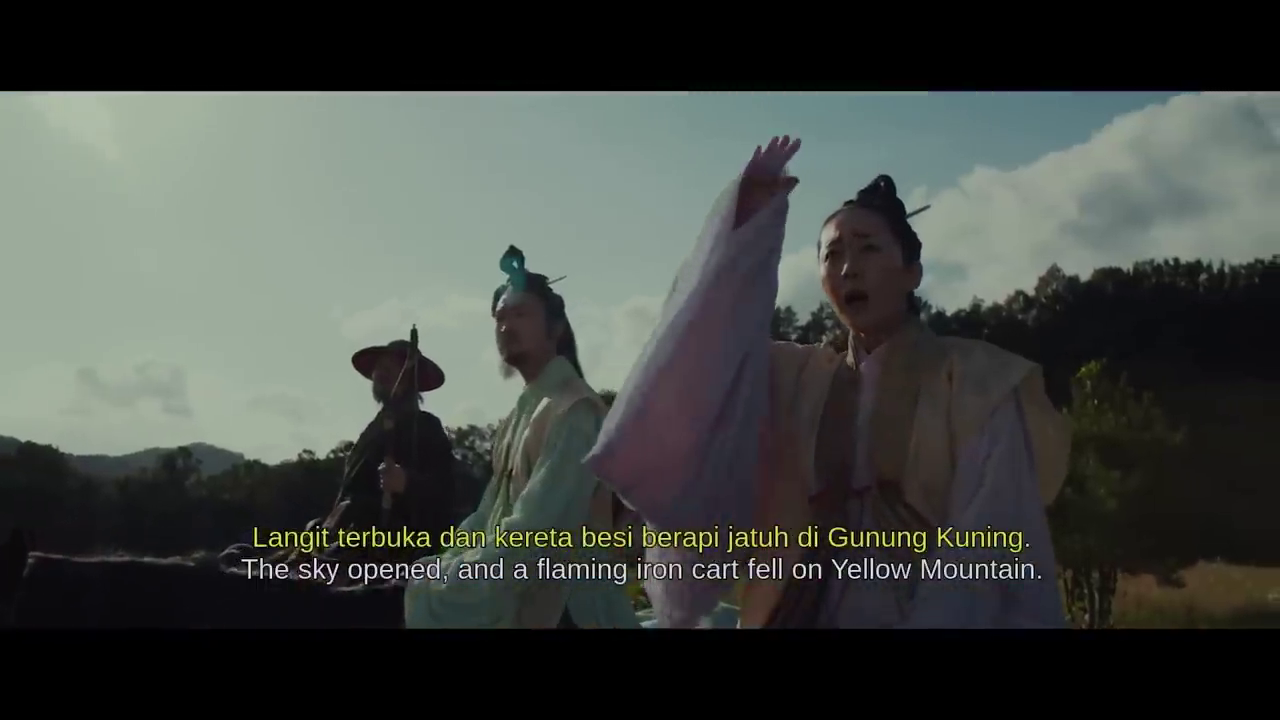 Langit terbuka dan kereta besi berapi jatuh di Gunung Kuning.
The sky opened, and a flaming iron cart fell on Yellow Mountain.